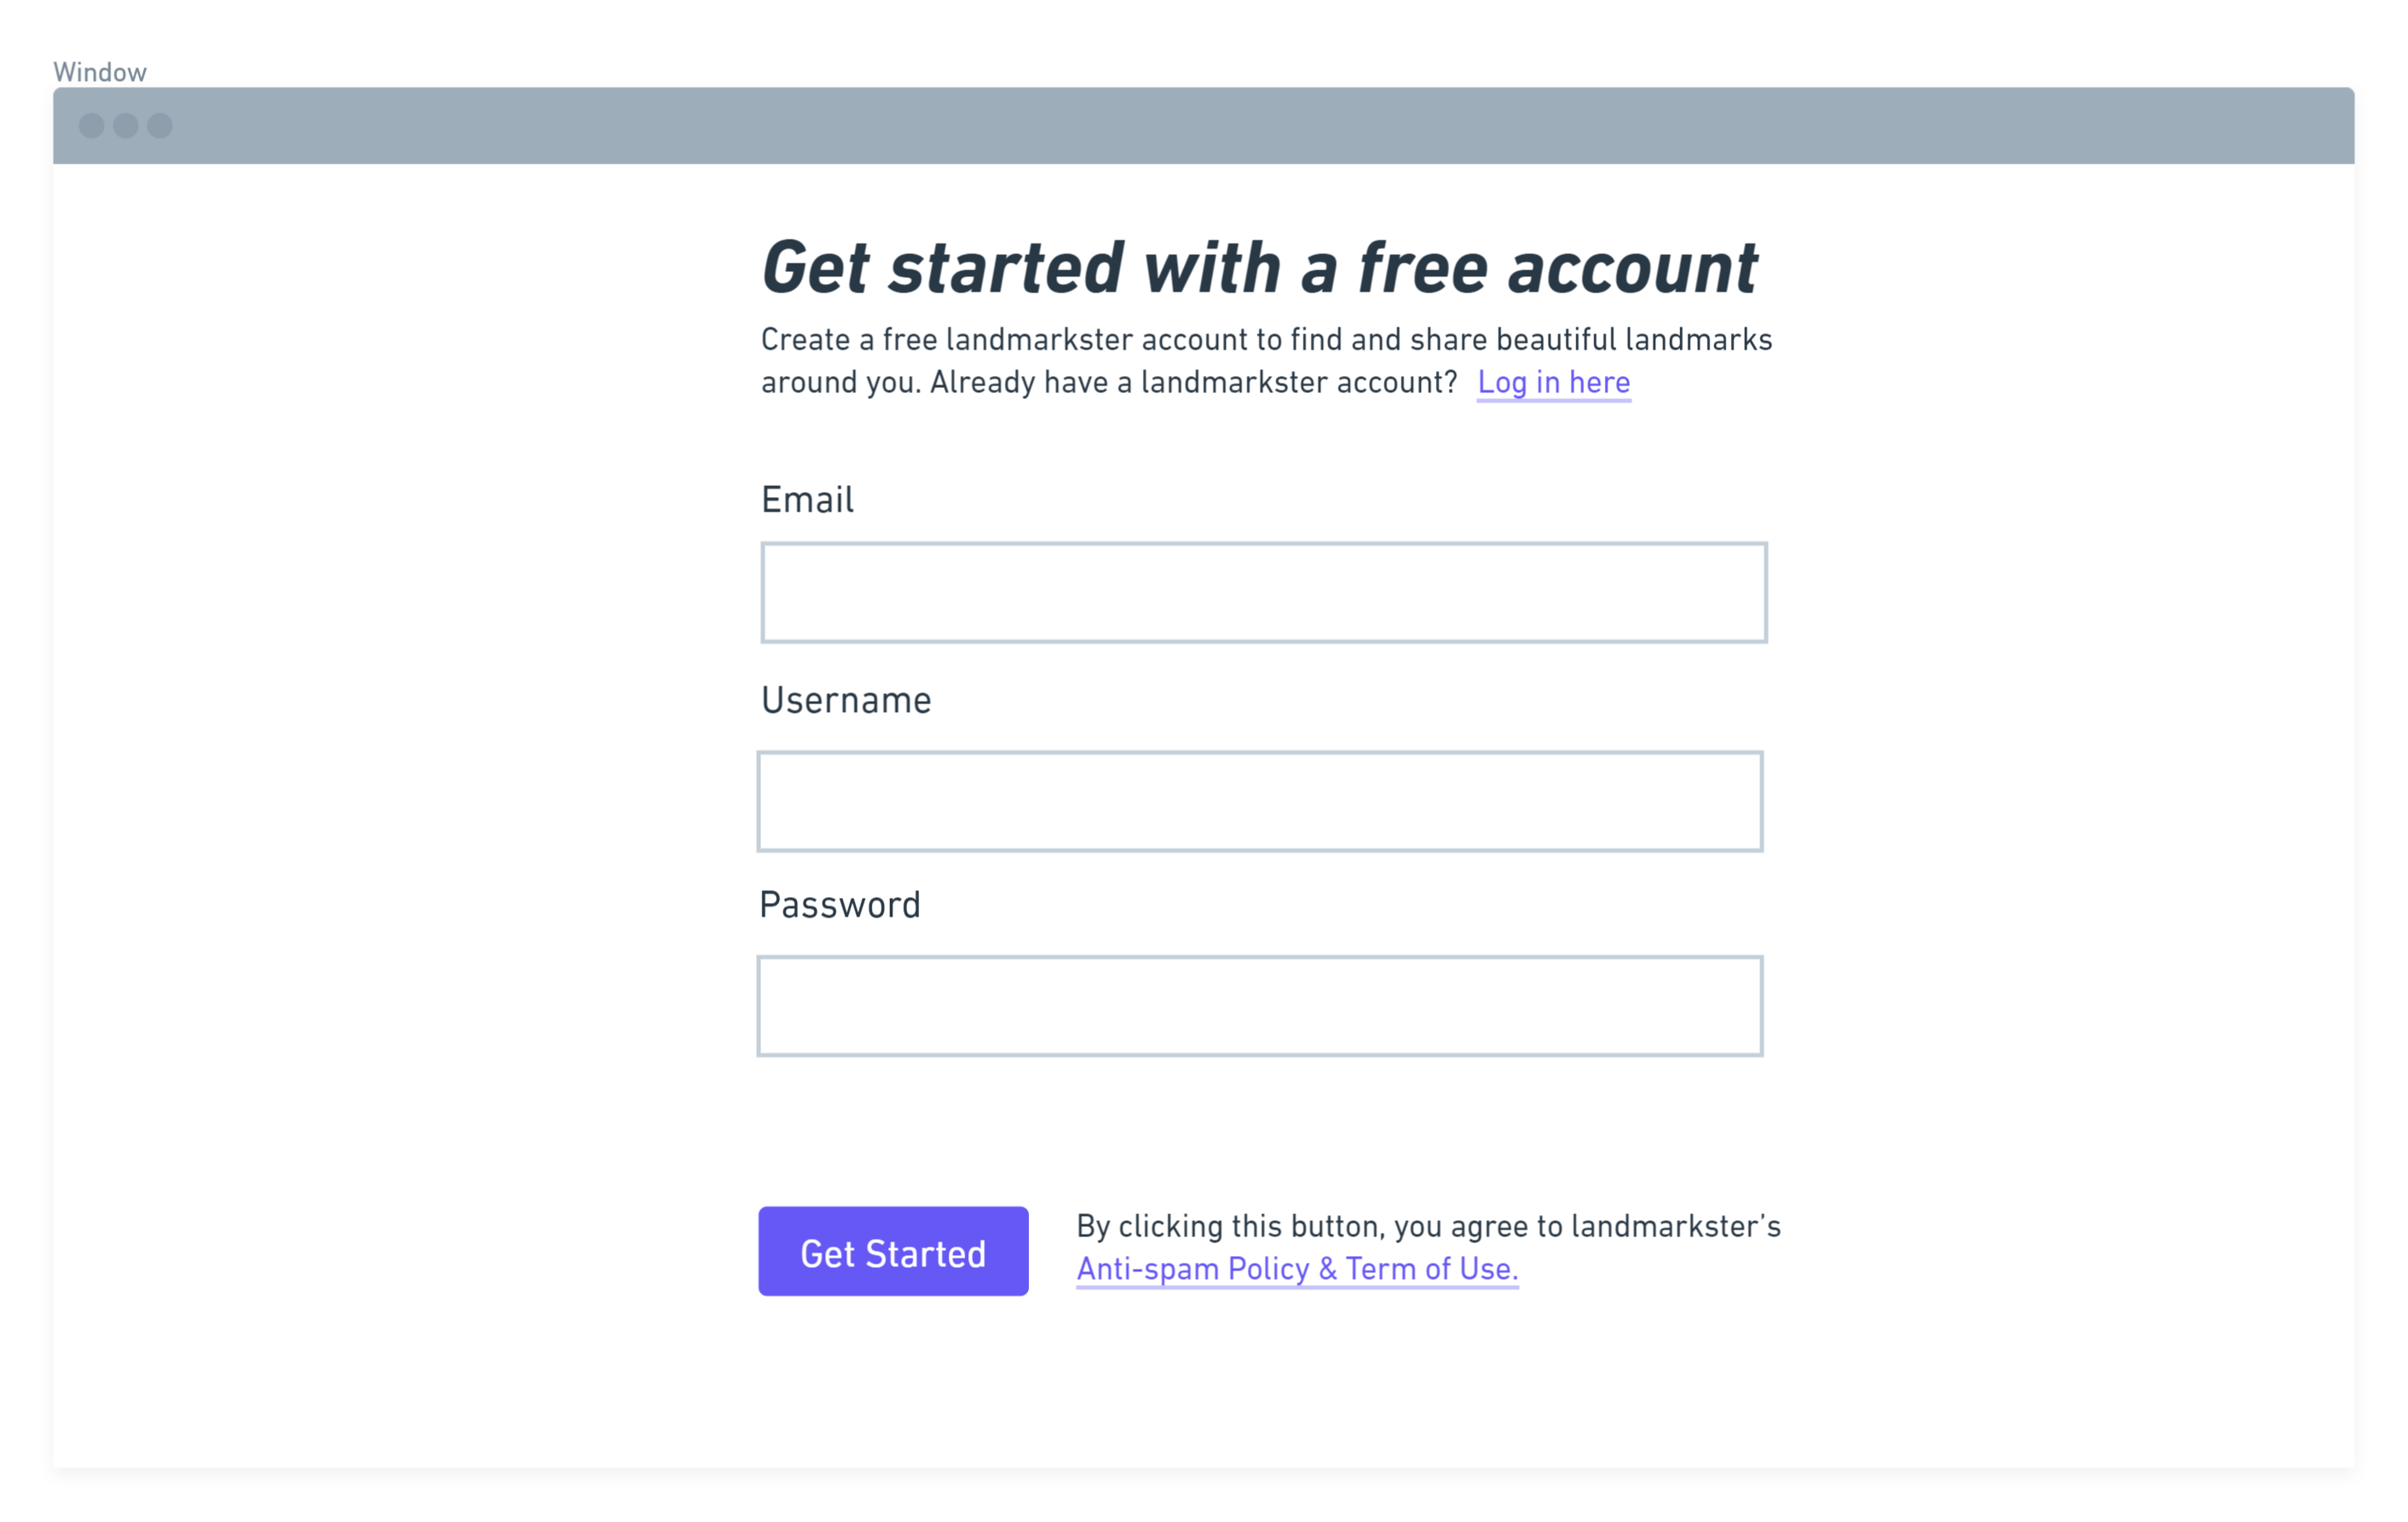 Window
Get started with a free account
Create a free landmarkster account to find and share beautiful landmarks
around you. Already have a landmarkster account? Log in here
Email
Username
Password
Get Started
By clicking this button, you agree to landmarkster's
Anti-spam Policy & Term of Use.